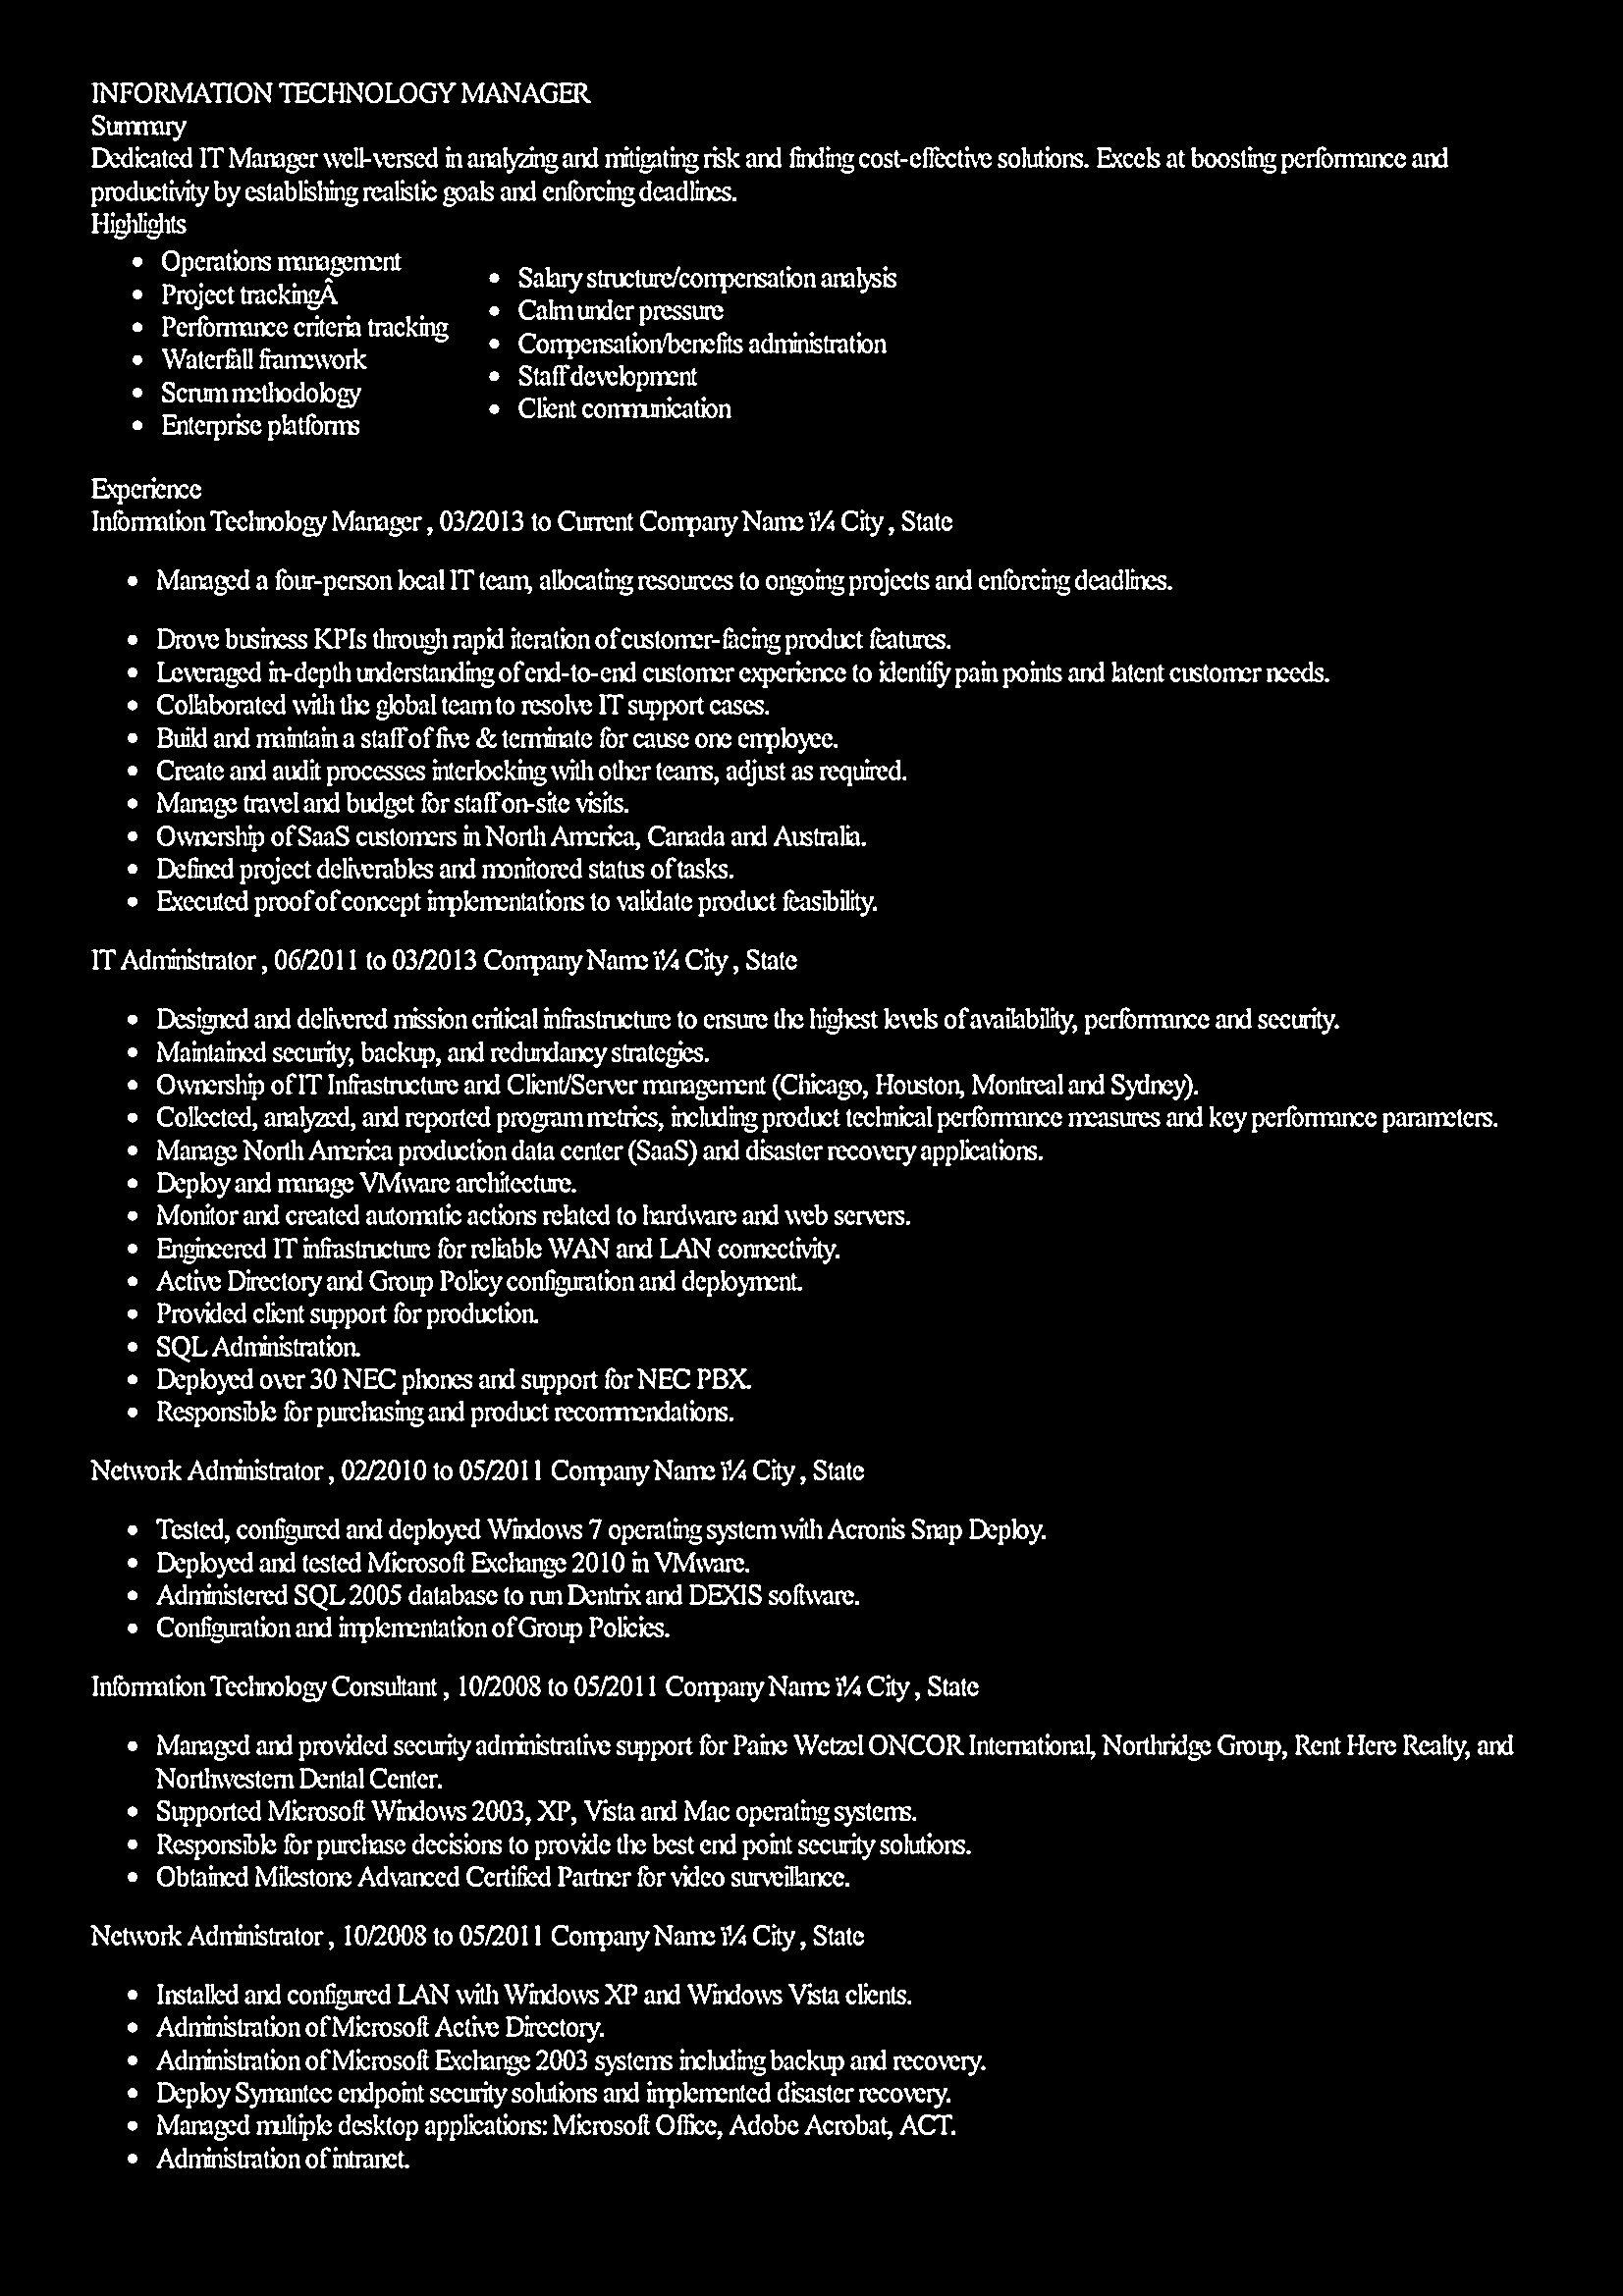 INFORMATION TECHNOLOGY MANAGER
Summary
Dedicated IT Manager well-versed in analyzing and mitigating risk and finding cost-effective solutions. Excels at boosting performance and
productivity by establishing realistic goals and enforcing deadlines.
Highlights
• Operations management
• Project trackingÂ
• Performance criteria tracking
• Waterfall framework
• Scrum methodology
• Enterprise platforms
• Salary structure/compensation analysis
• Calm under pressure
• Compensation/benefits administration
• Staff development
• Client communication
Experience
Information Technology Manager , 03/2013 to Current Company Name ï¼ City , State
• Managed a four-person local IT team, allocating resources to ongoing projects and enforcing deadlines.
• Drove business KPIs through rapid iteration of customer-facing product features.
• Leveraged in-depth understanding of end-to-end customer experience to identify pain points and latent customer needs.
• Collaborated with the global team to resolve IT support cases.
• Build and maintain a staff of five & terminate for cause one employee.
• Create and audit processes interlocking with other teams, adjust as required.
• Manage travel and budget for staff on-site visits.
• Ownership of SaaS customers in North America, Canada and Australia.
• Defined project deliverables and monitored status of tasks.
• Executed proof of concept implementations to validate product feasibility.
IT Administrator , 06/2011 to 03/2013 Company Name ï¼ City , State
• Designed and delivered mission critical infrastructure to ensure the highest levels of availability, performance and security.
• Maintained security, backup, and redundancy strategies.
• Ownership of IT Infrastructure and Client/Server management (Chicago, Houston, Montreal and Sydney).
• Collected, analyzed, and reported program metrics, including product technical performance measures and key performance parameters.
• Manage North America production data center (SaaS) and disaster recovery applications.
• Deploy and manage VMware architecture.
• Monitor and created automatic actions related to hardware and web servers.
• Engineered IT infrastructure for reliable WAN and LAN connectivity.
• Active Directory and Group Policy configuration and deployment.
• Provided client support for production.
• SQL Administration.
• Deployed over 30 NEC phones and support for NEC PBX.
• Responsible for purchasing and product recommendations.
Network Administrator , 02/2010 to 05/2011 Company Name ï¼ City , State
• Tested, configured and deployed Windows 7 operating system with Acronis Snap Deploy.
• Deployed and tested Microsoft Exchange 2010 in VMware.
• Administered SQL 2005 database to run Dentrix and DEXIS software.
• Configuration and implementation of Group Policies.
Information Technology Consultant , 10/2008 to 05/2011 Company Name ï¼ City , State
• Managed and provided security administrative support for Paine Wetzel ONCOR International, Northridge Group, Rent Here Realty, and
Northwestern Dental Center.
• Supported Microsoft Windows 2003, XP, Vista and Mac operating systems.
• Responsible for purchase decisions to provide the best end point security solutions.
• Obtained Milestone Advanced Certified Partner for video surveillance.
Network Administrator , 10/2008 to 05/2011 Company Name ï¼ City , State
• Installed and configured LAN with Windows XP and Windows Vista clients.
• Administration of Microsoft Active Directory.
• Administration of Microsoft Exchange 2003 systems including backup and recovery.
• Deploy Symantec endpoint security solutions and implemented disaster recovery.
• Managed multiple desktop applications: Microsoft Office, Adobe Acrobat, ACT.
• Administration of intranet.